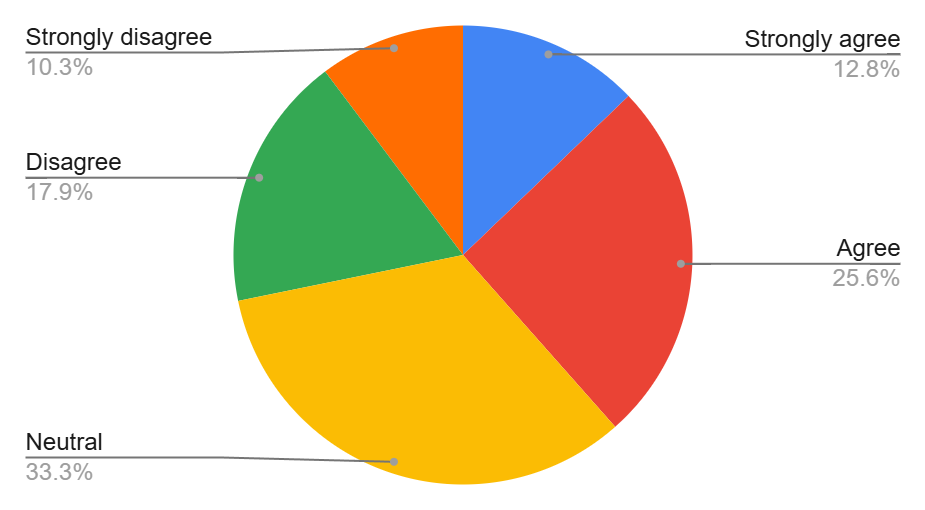 Strongly disagree
10.3%
Strongly agree
12.8%
Disagree
17.9%
Agree
25.6%
Neutral
33.3%